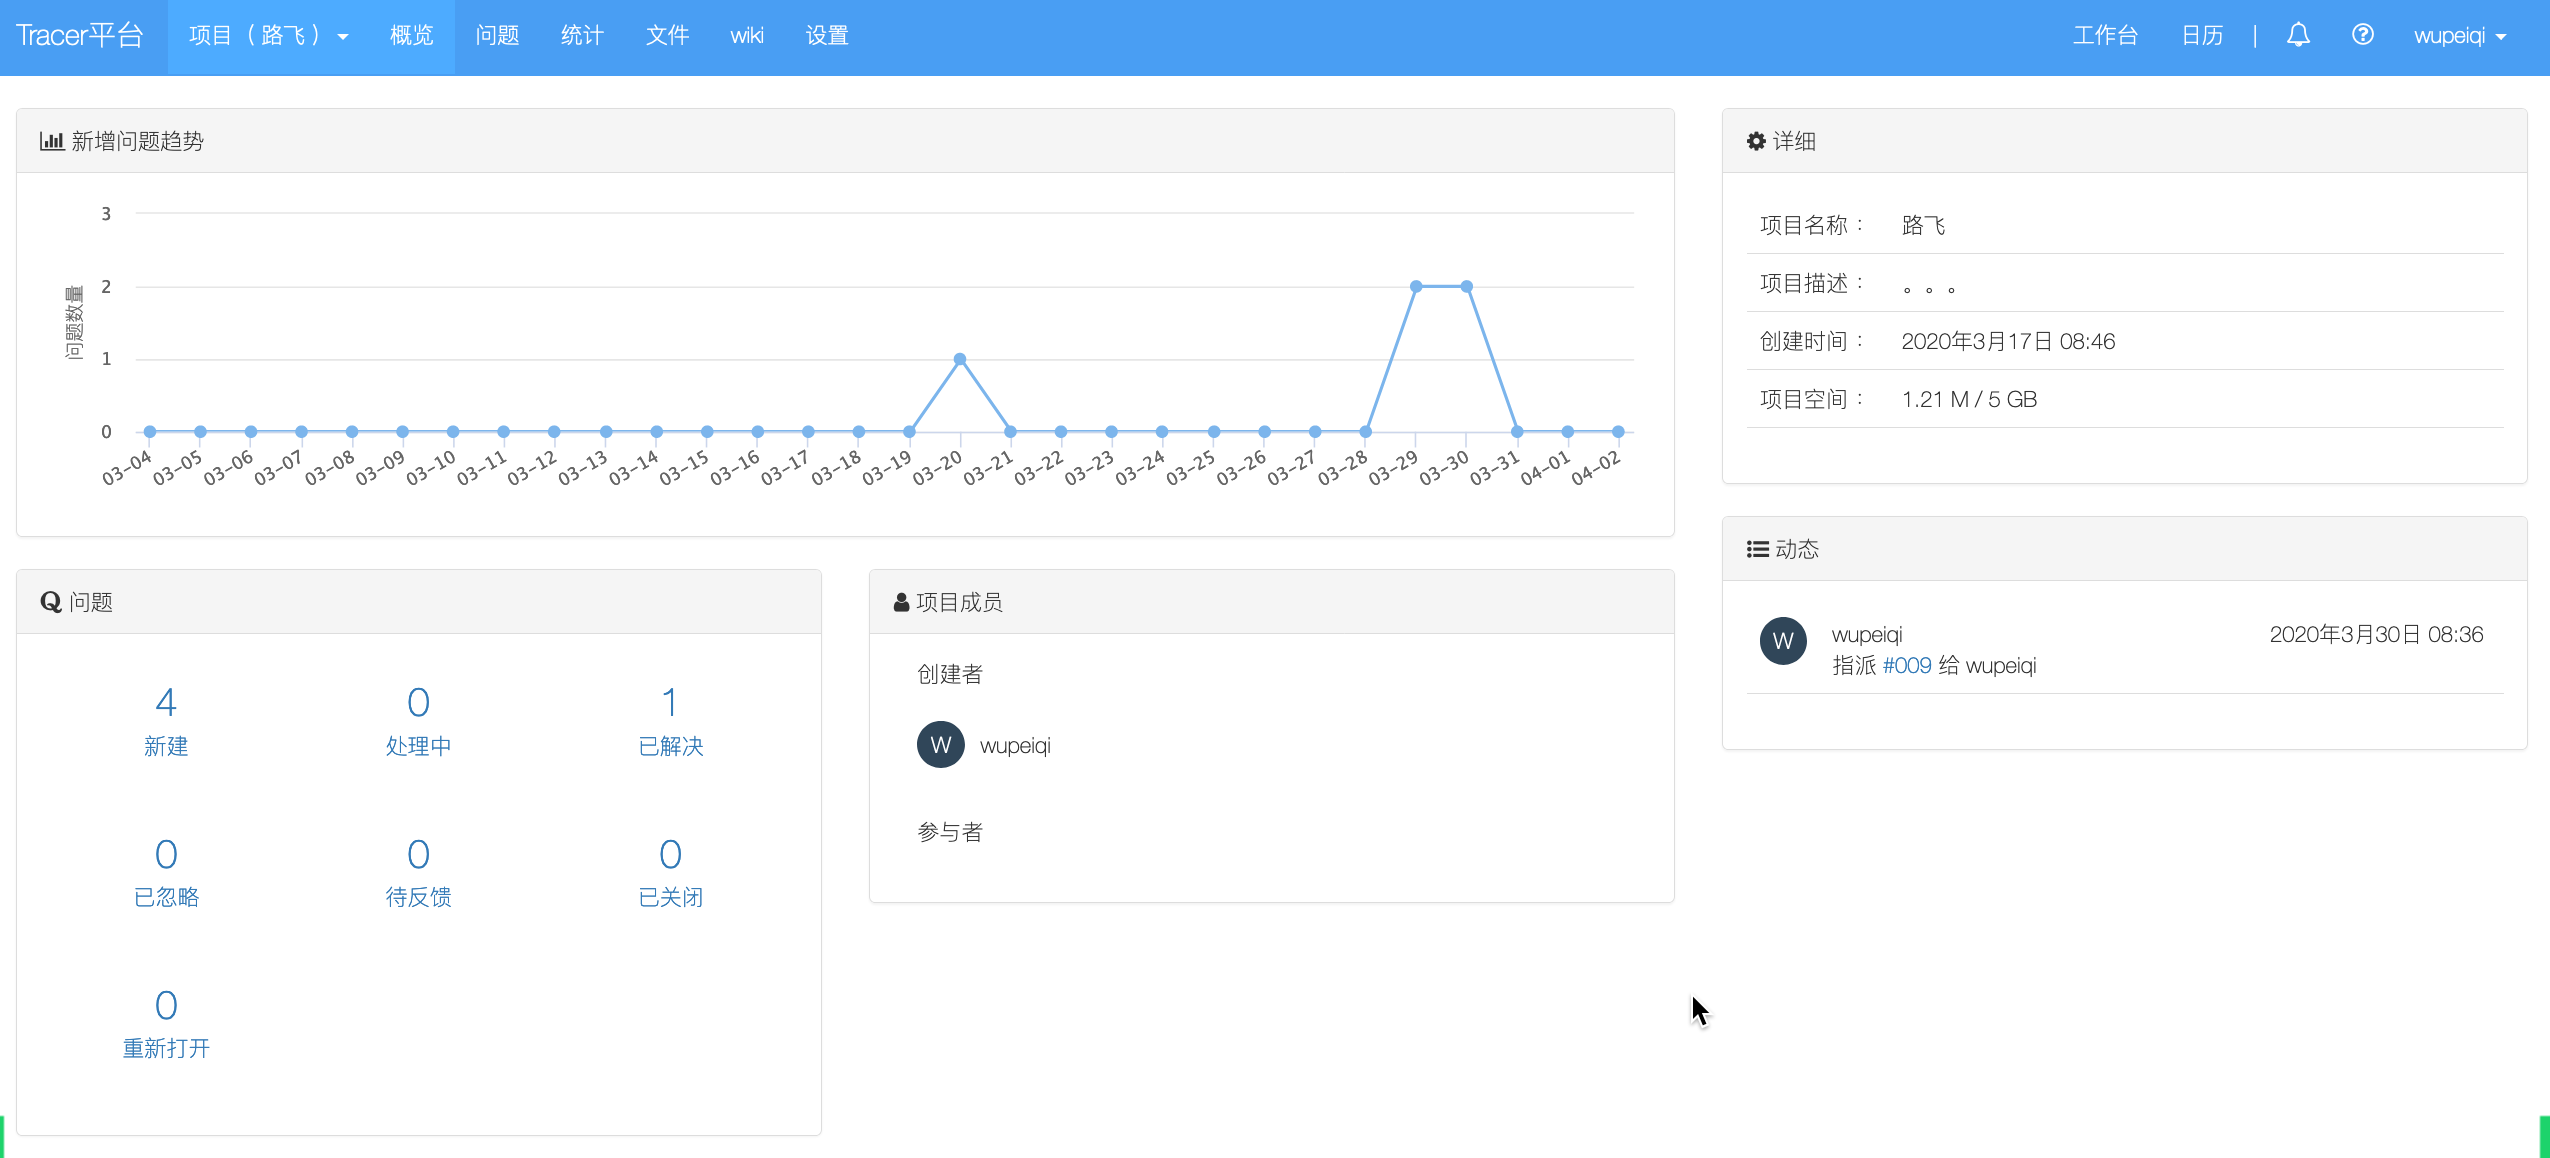 Tracer平台 项目（路飞） 概览 问题 统计 文件 wiki 设置 工作台 日历 | wupeiqi
新增问题趋势
3
2
1
0
问题数量
03-04 03-05 03-06 03-07 03-08 03-09 03-10 03-11 03-12 03-13 03-14 03-15 03-16 03-17 03-18 03-19 03-20 03-21 03-22 03-23 03-24 03-25 03-26 03-27 03-28 03-29 03-30 03-31 04-01 04-02
问题
4 0 1
新建 处理中 已解决
0 0 0
已忽略 待反馈 已关闭
0
重新打开
项目成员
创建者
W wupeiqi
参与者
详细
项目名称： 路飞
项目描述： 。。。
创建时间： 2020年3月17日 08:46
项目空间： 1.21 M / 5 GB
动态
W wupeiqi 2020年3月30日 08:36
指派 #009 给 wupeiqi